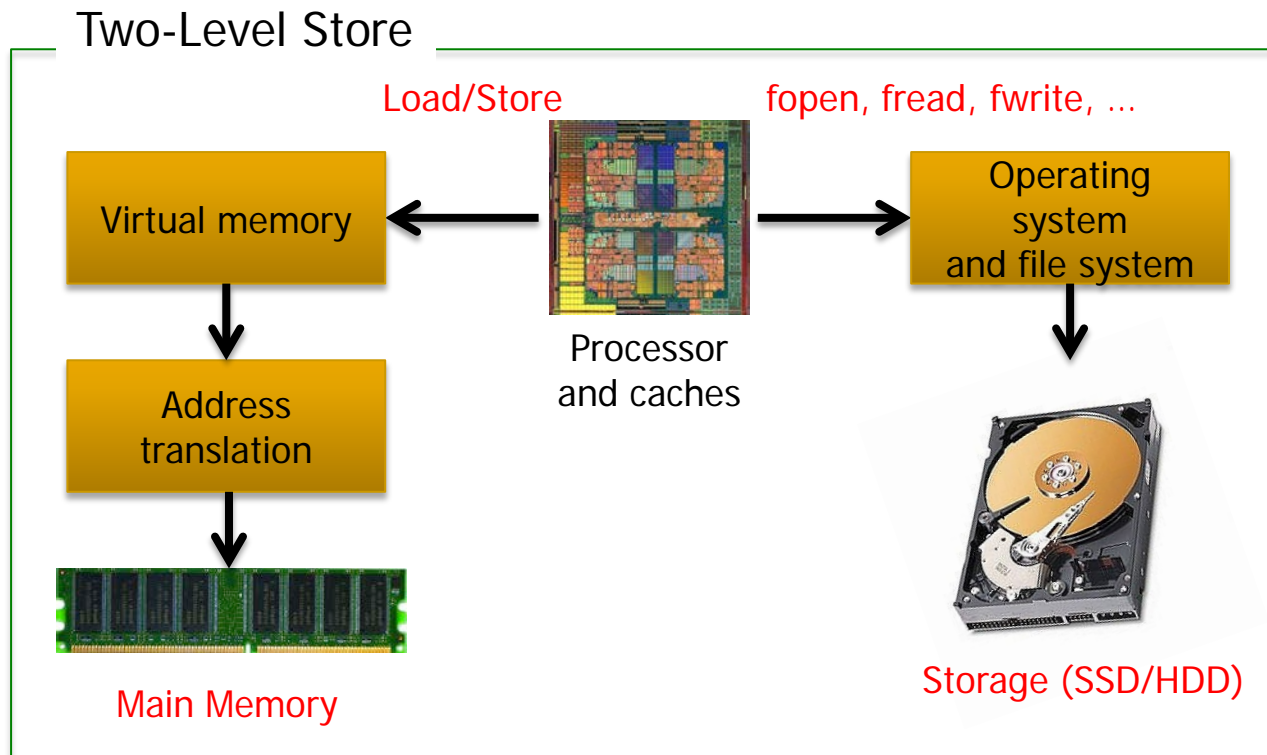 Two-Level Store
Load/Store
fopen, fread, fwrite, …
Virtual memory
Operating
system
and file system
Processor
and caches
Address
translation
Main Memory
Storage (SSD/HDD)